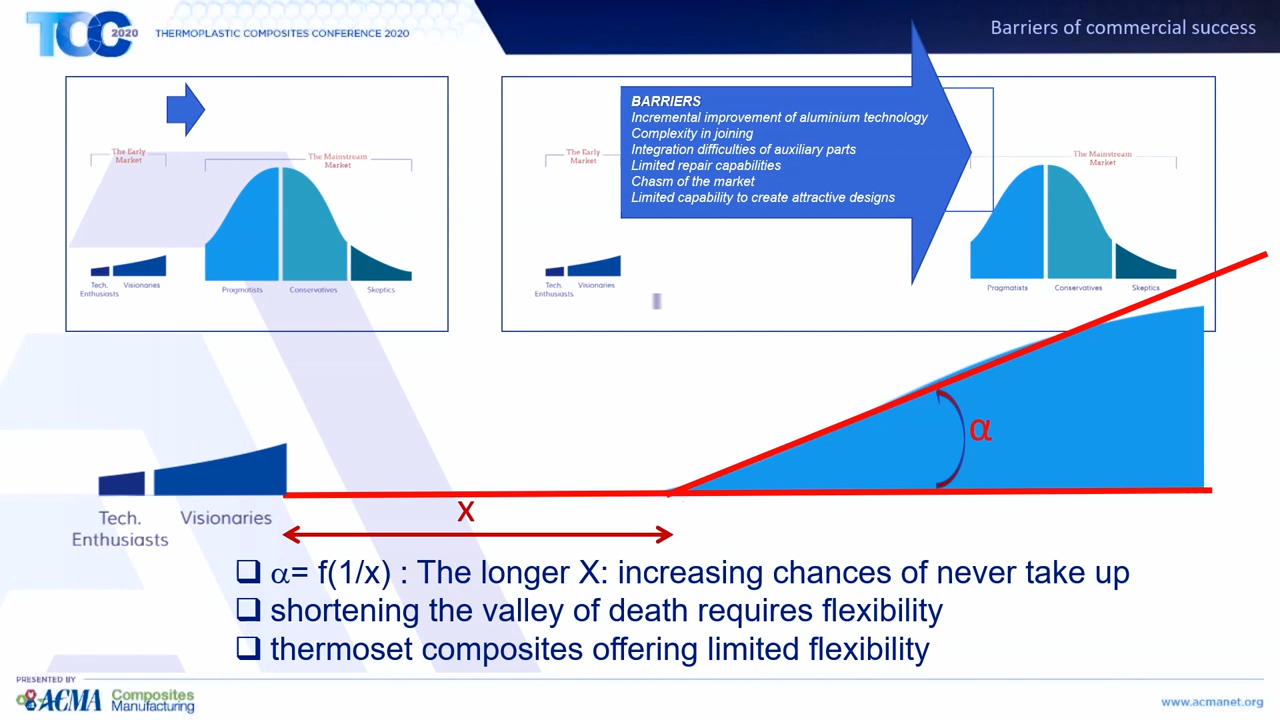 TCC 2020
THERMOPLASTIC COMPOSITES CONFERENCE 2020
Barriers of commercial success
The Early
Market
The Mainstream
Market
Tech.
Enthusiasts
Visionaries
Pragmatists
Conservatives
Skeptics
The Early
Market
BARRIERS
Incremental improvement of aluminium technology
Complexity in joining
Integration difficulties of auxiliary parts
Limited repair capabilities
Chasm of the market
Limited capability to create attractive designs
The Mainstream
Market
Tech.
Enthusiasts
Visionaries
Pragmatists
Conservatives
Skeptics
α
X
Tech.
Enthusiasts
Visionaries
❑ α= f(1/x) : The longer X: increasing chances of never take up
❑ shortening the valley of death requires flexibility
❑ thermoset composites offering limited flexibility
PRESENTED BY
ACMA
Composites
Manufacturing
www.acmanet.org